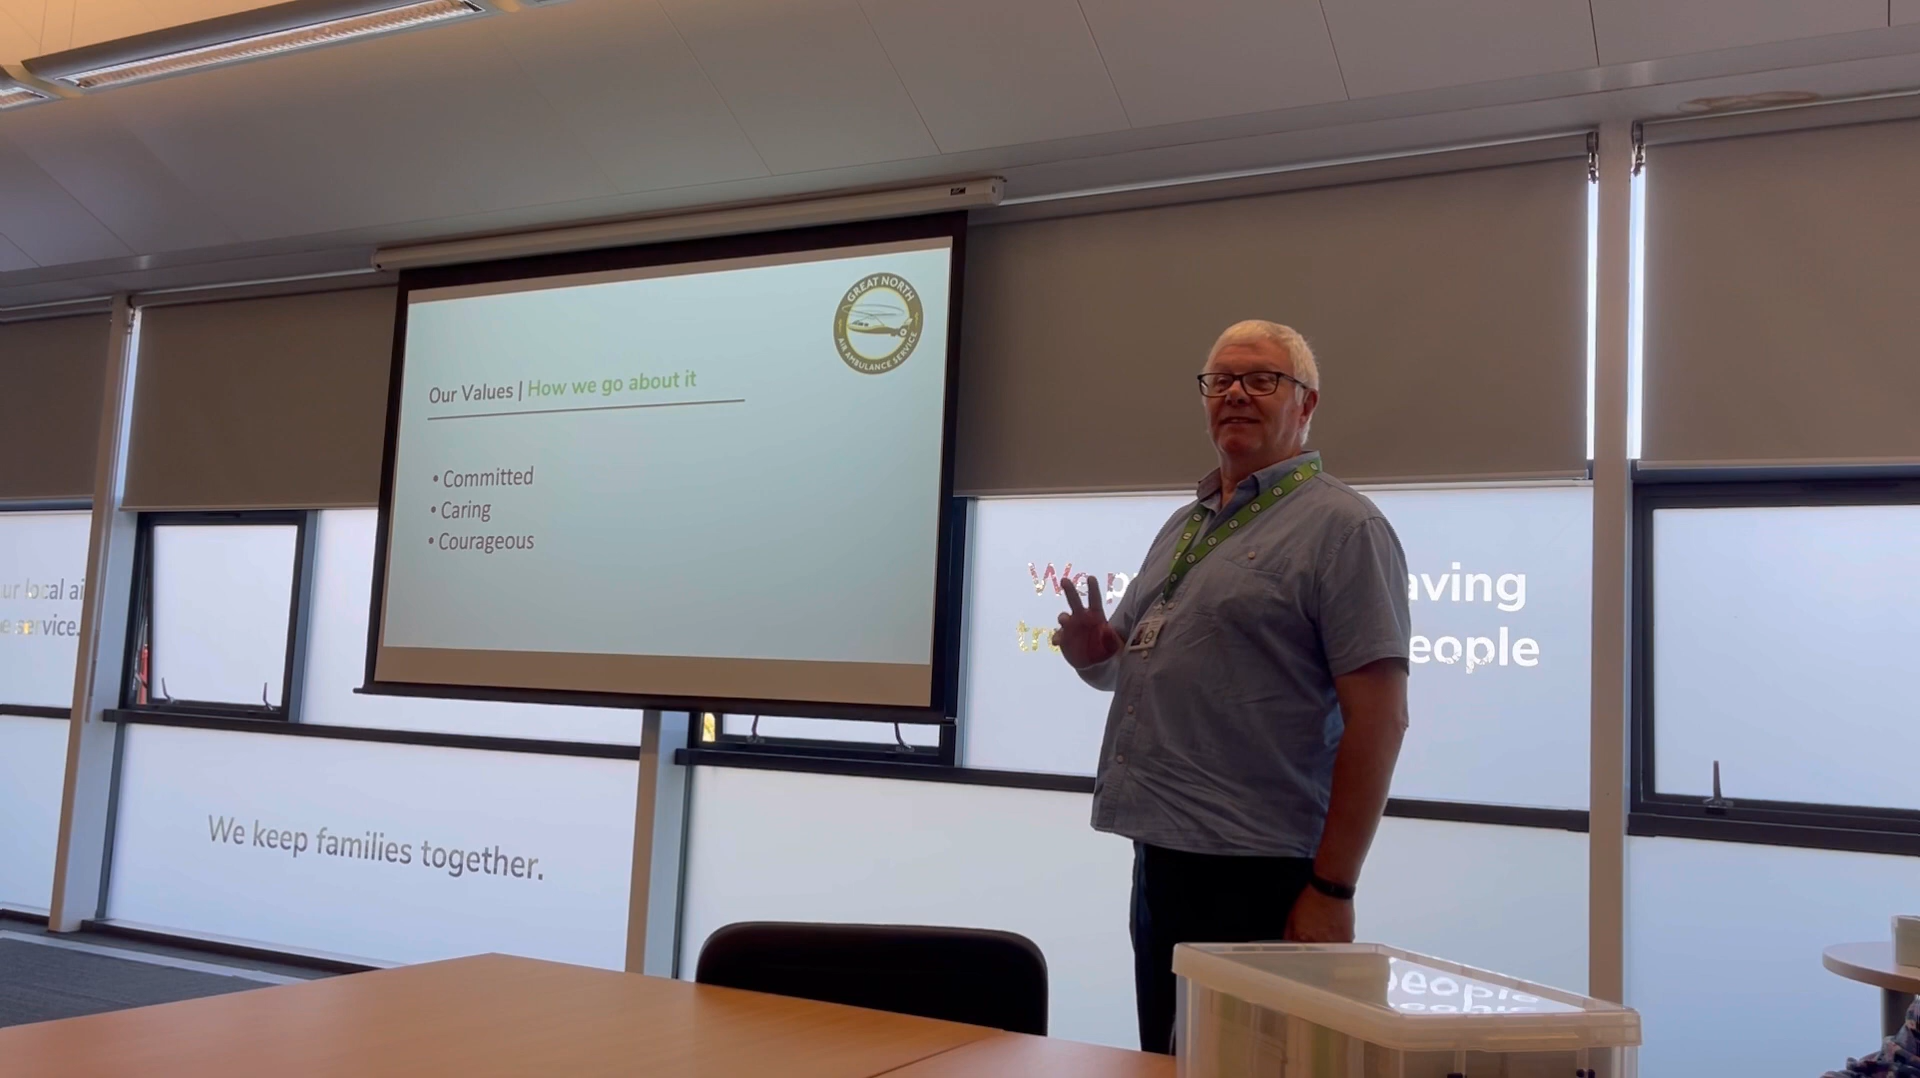 GREAT NORTH
AIR AMBULANCE SERVICE
Our Values | How we go about it
• Committed
• Caring
• Courageous
local ai
service.
We aving
eople
We keep families together.